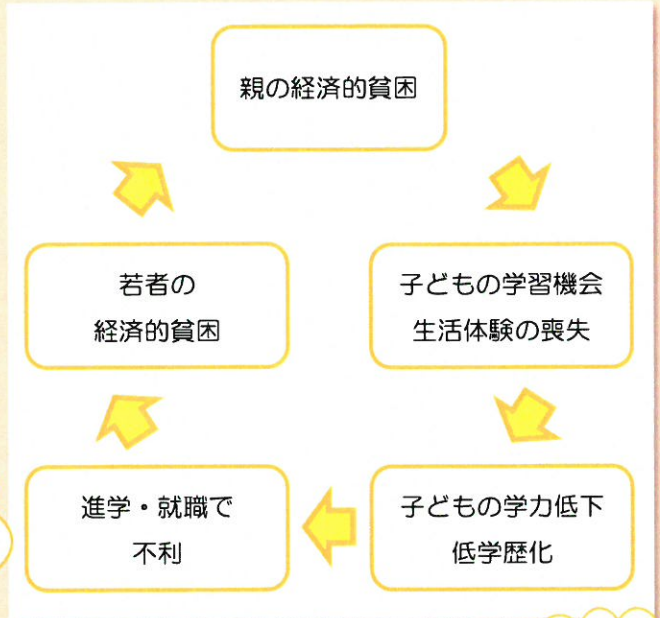 親の経済的貧困
子どもの学習機会
生活体験の喪失
子どもの学力低下
低学歴化
進学・就職で
不利
若者の
経済的貧困